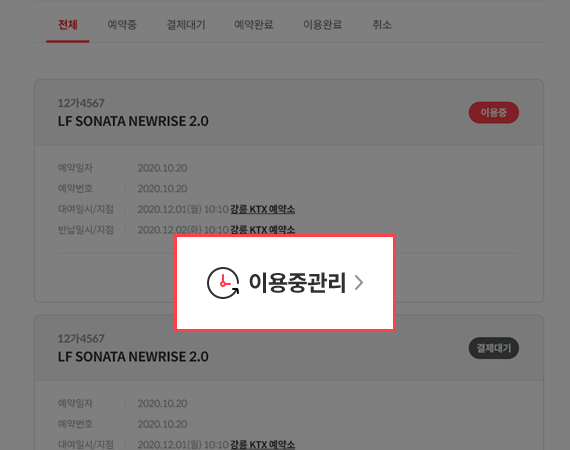 전체 예약중 결제대기 예약완료 이용완료 취소
12가4567
LF SONATA NEWRISE 2.0
이용중
예약일자 2020.10.20
예약번호 2020.10.20
대여일시/지점 2020.12.01(월) 10:10 강릉 KTX 예약소
반납일시/지점 2020.12.02(화) 10:10 강릉 KTX 예약소
이용중관리 >
12가4567
LF SONATA NEWRISE 2.0
결제대기
예약일자 2020.10.20
예약번호 2020.10.20
대여일시/지점 2020.12.01(월) 10:10 강릉 KTX 예약소